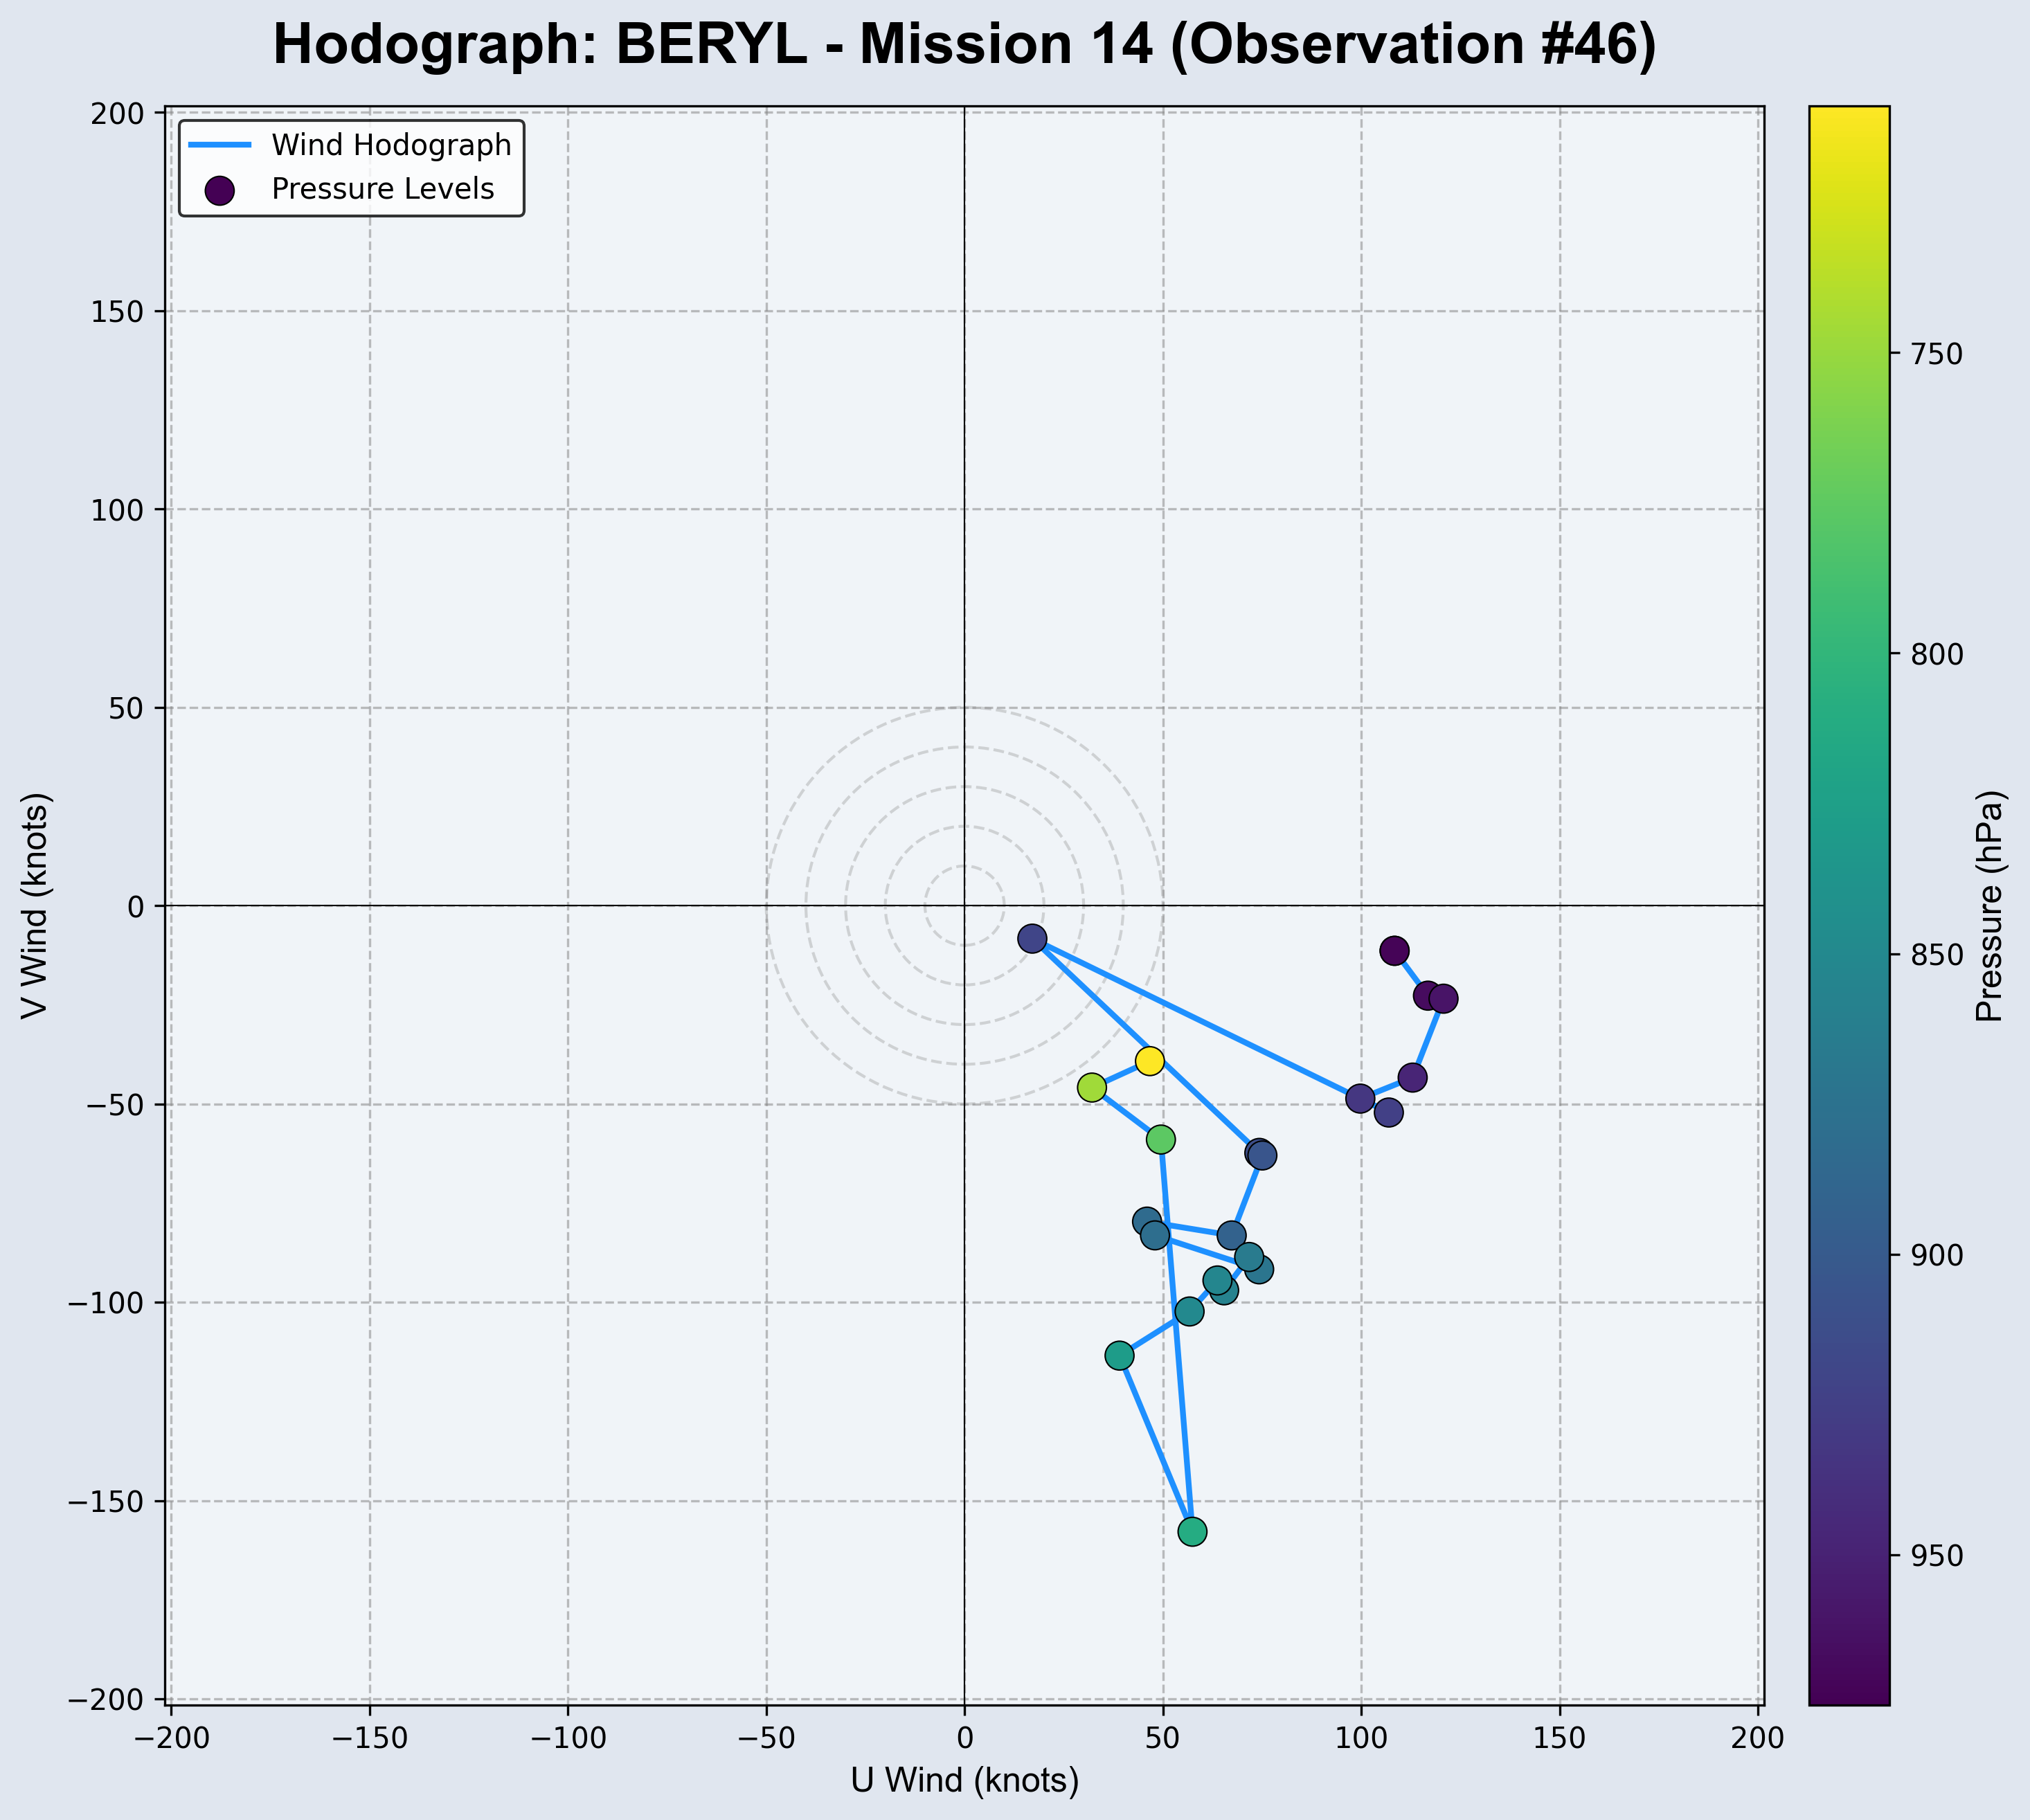 Hodograph: BERYL - Mission 14 (Observation #46)
Wind Hodograph
Pressure Levels
200
150
100
50
0
−50
−100
−150
−200
V Wind (knots)
−200 −150 −100 −50 0 50 100 150 200
U Wind (knots)
750
800
850
900
950
Pressure (hPa)